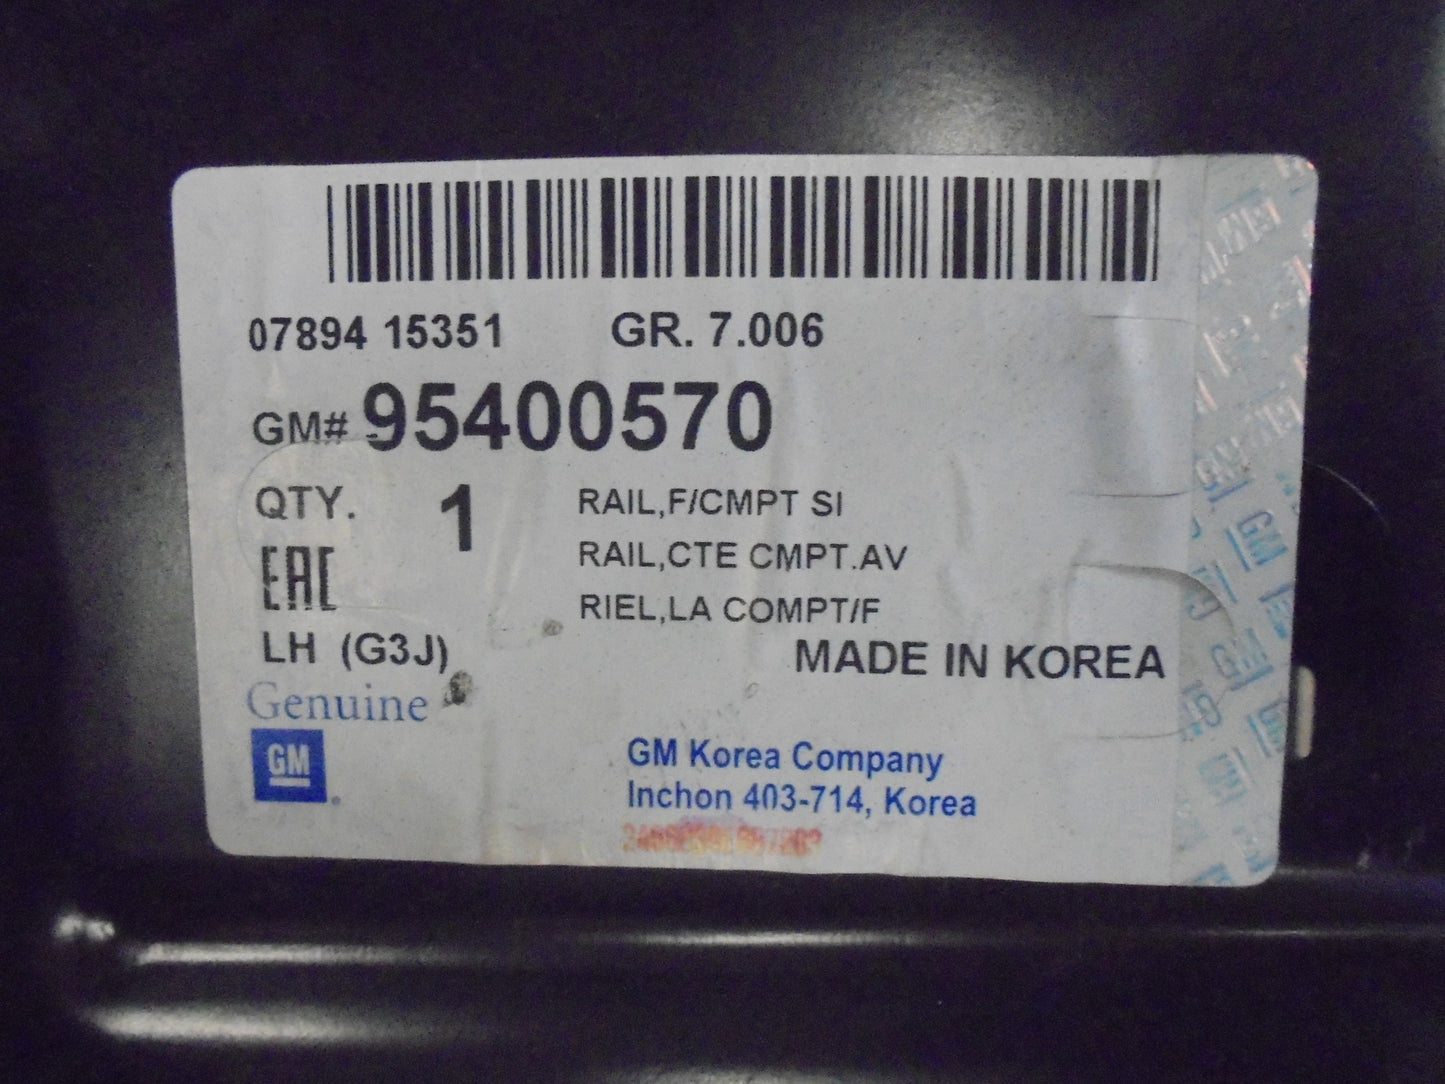 07894 15351 GR. 7.006
GM# 95400570
QTY. 1 RAIL,F/CMPT SI
EAC RAIL,CTE CMPT.AV
RIEL,LA COMPT/F
LH (G3J) MADE IN KOREA
Genuine
GM
GM Korea Company
Inchon 403-714, Korea